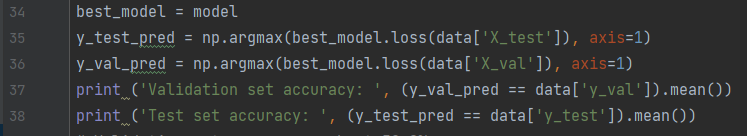 34 best_model = model
35 y_test_pred = np.argmax(best_model.loss(data['X_test']), axis=1)
36 y_val_pred = np.argmax(best_model.loss(data['X_val']), axis=1)
37 print ('Validation set accuracy: ', (y_val_pred == data['y_val']).mean())
38 print ('Test set accuracy: ', (y_test_pred == data['y_test']).mean())